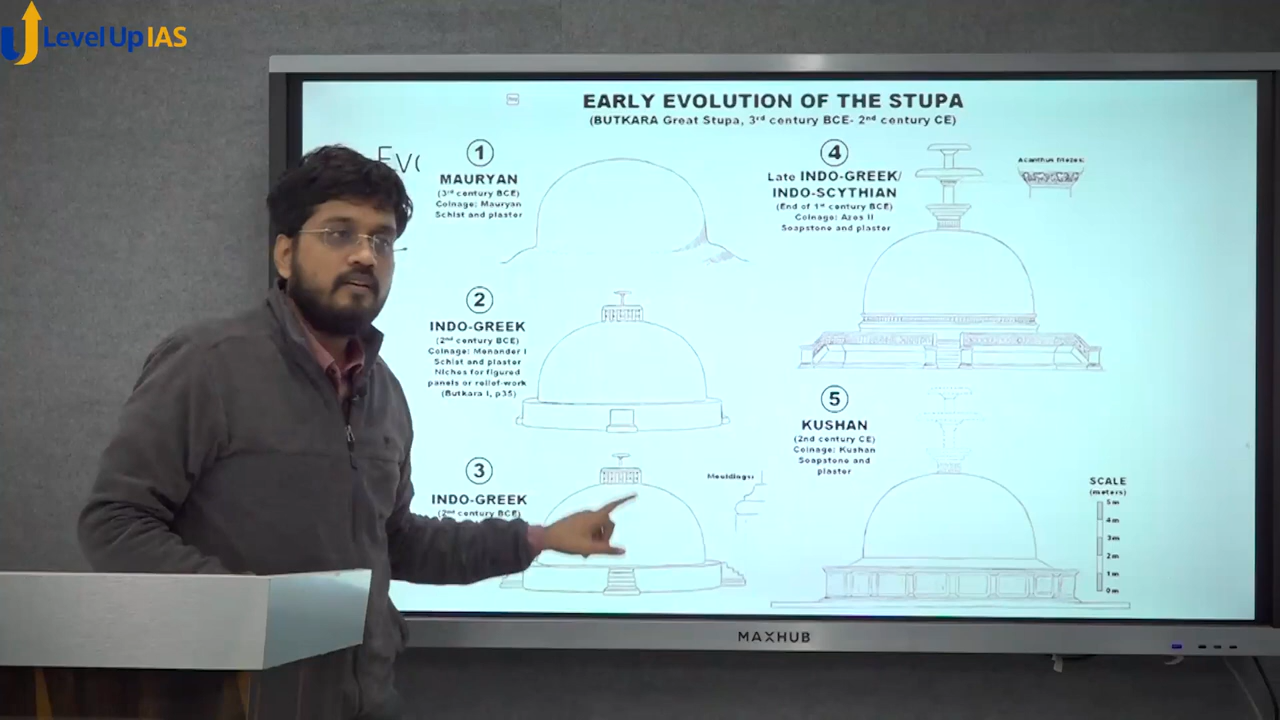 Level Up IAS
EARLY EVOLUTION OF THE STUPA
(BUTKARA Great Stupa, 3rd century BCE- 2nd century CE)
Evo
1
MAURYAN
(3rd century BCE)
Coinage: Mauryan
Schist and plaster
2
INDO-GREEK
(2nd century BCE)
Coinage: Menander I
Schist and plaster
Niches for figured
panels or relief-work
(Butkara I, p35)
3
INDO-GREEK
(2nd century BCE)
Mouldings:
4
Late INDO-GREEK/
INDO-SCYTHIAN
(End of 1st century BCE)
Coinage: Azes II
Soapstone and plaster
Acanthus friezes:
5
KUSHAN
(2nd century CE)
Coinage: Kushan
Soapstone and
plaster
SCALE
(meters)
5m
4m
3m
2m
1m
0m
MAXHUB